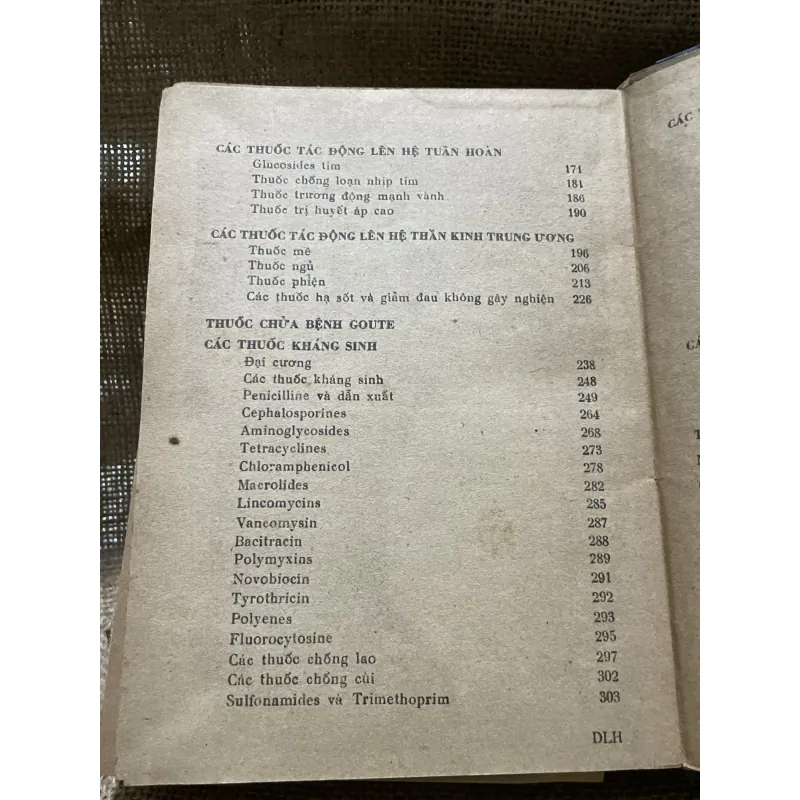 CÁC THUỐC TÁC ĐỘNG LÊN HỆ TUẦN HOÀN
Glucosides tim 171
Thuốc chống loạn nhịp tim 181
Thuốc trương động mạnh vành 186
Thuốc trị huyết áp cao 190
CÁC THUỐC TÁC ĐỘNG LÊN HỆ THẦN KINH TRUNG ƯƠNG
Thuốc mê 196
Thuốc ngủ 206
Thuốc phiện 213
Các thuốc hạ sốt và giảm đau không gây nghiện 226
THUỐC CHỬA BỆNH GOUTE
CÁC THUỐC KHÁNG SINH
Đại cương 238
Các thuốc kháng sinh 248
Penicilline và dẫn xuất 249
Cephalosporines 264
Aminoglycosides 268
Tetracyclines 273
Chloramphenicol 278
Macrolides 282
Lincomycins 285
Vancomysin 287
Bacitracin 288
Polymyxins 289
Novobiocin 291
Tyrothricin 292
Polyenes 293
Fluorocytosine 295
Các thuốc chống lao 297
Các thuốc chống cùi 302
Sulfonamides và Trimethoprim 303
DLH
CÁC